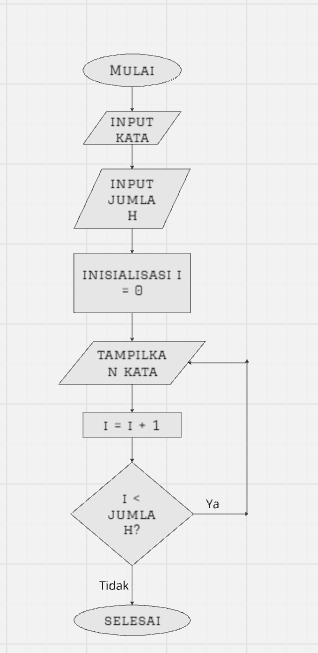 MULAI
INPUT
KATA
INPUT
JUMLA
H
INISIALISASI I
= 0
TAMPILKA
N KATA
I = I + 1
I <
JUMLA
H?
Ya
Tidak
SELESAI